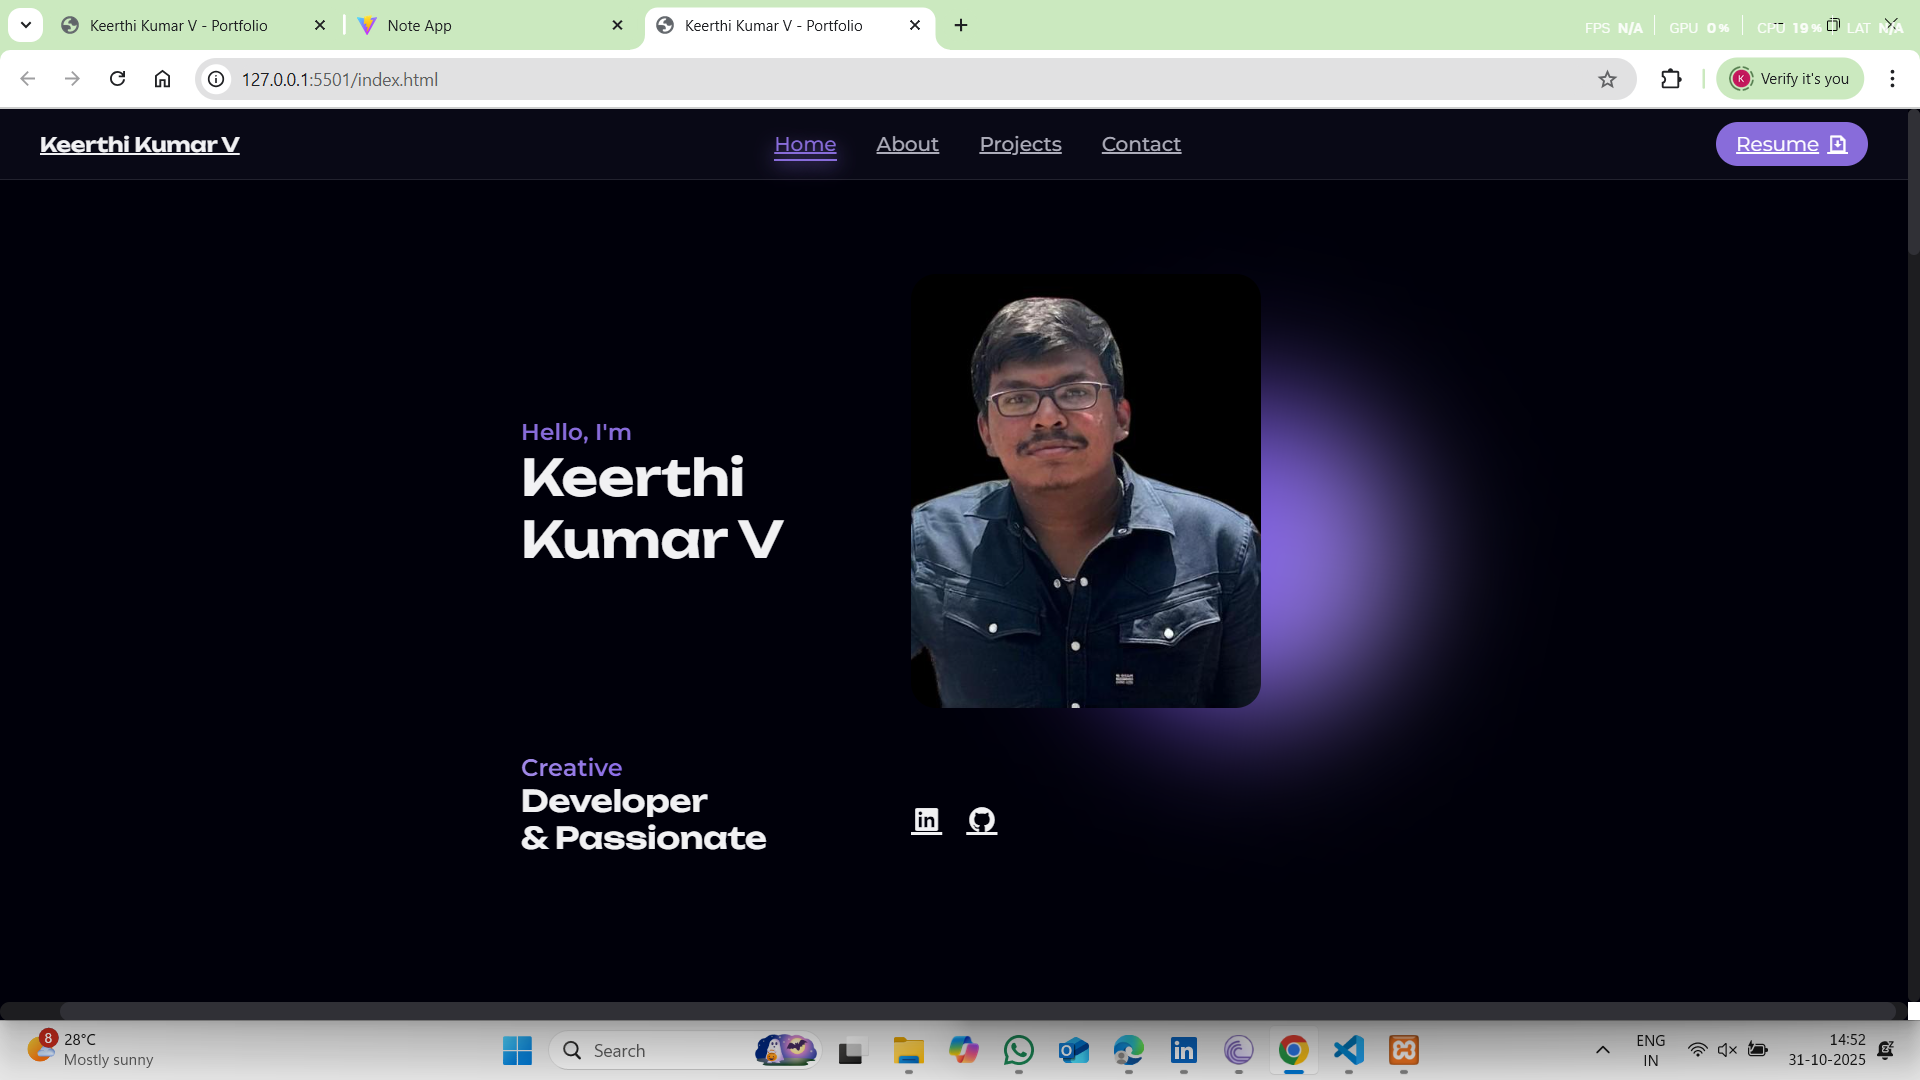 Keerthi Kumar V - Portfolio
Note App
Keerthi Kumar V - Portfolio
FPS N/A GPU 0% CPU 19% LAT N/A
127.0.0.1:5501/index.html
K
Verify it's you
Keerthi Kumar V
Home
About
Projects
Contact
Resume
Hello, I'm
Keerthi
Kumar V
Creative
Developer
& Passionate
in
8
28°C
Mostly sunny
Search
in
ENG
IN
14:52
31-10-2025